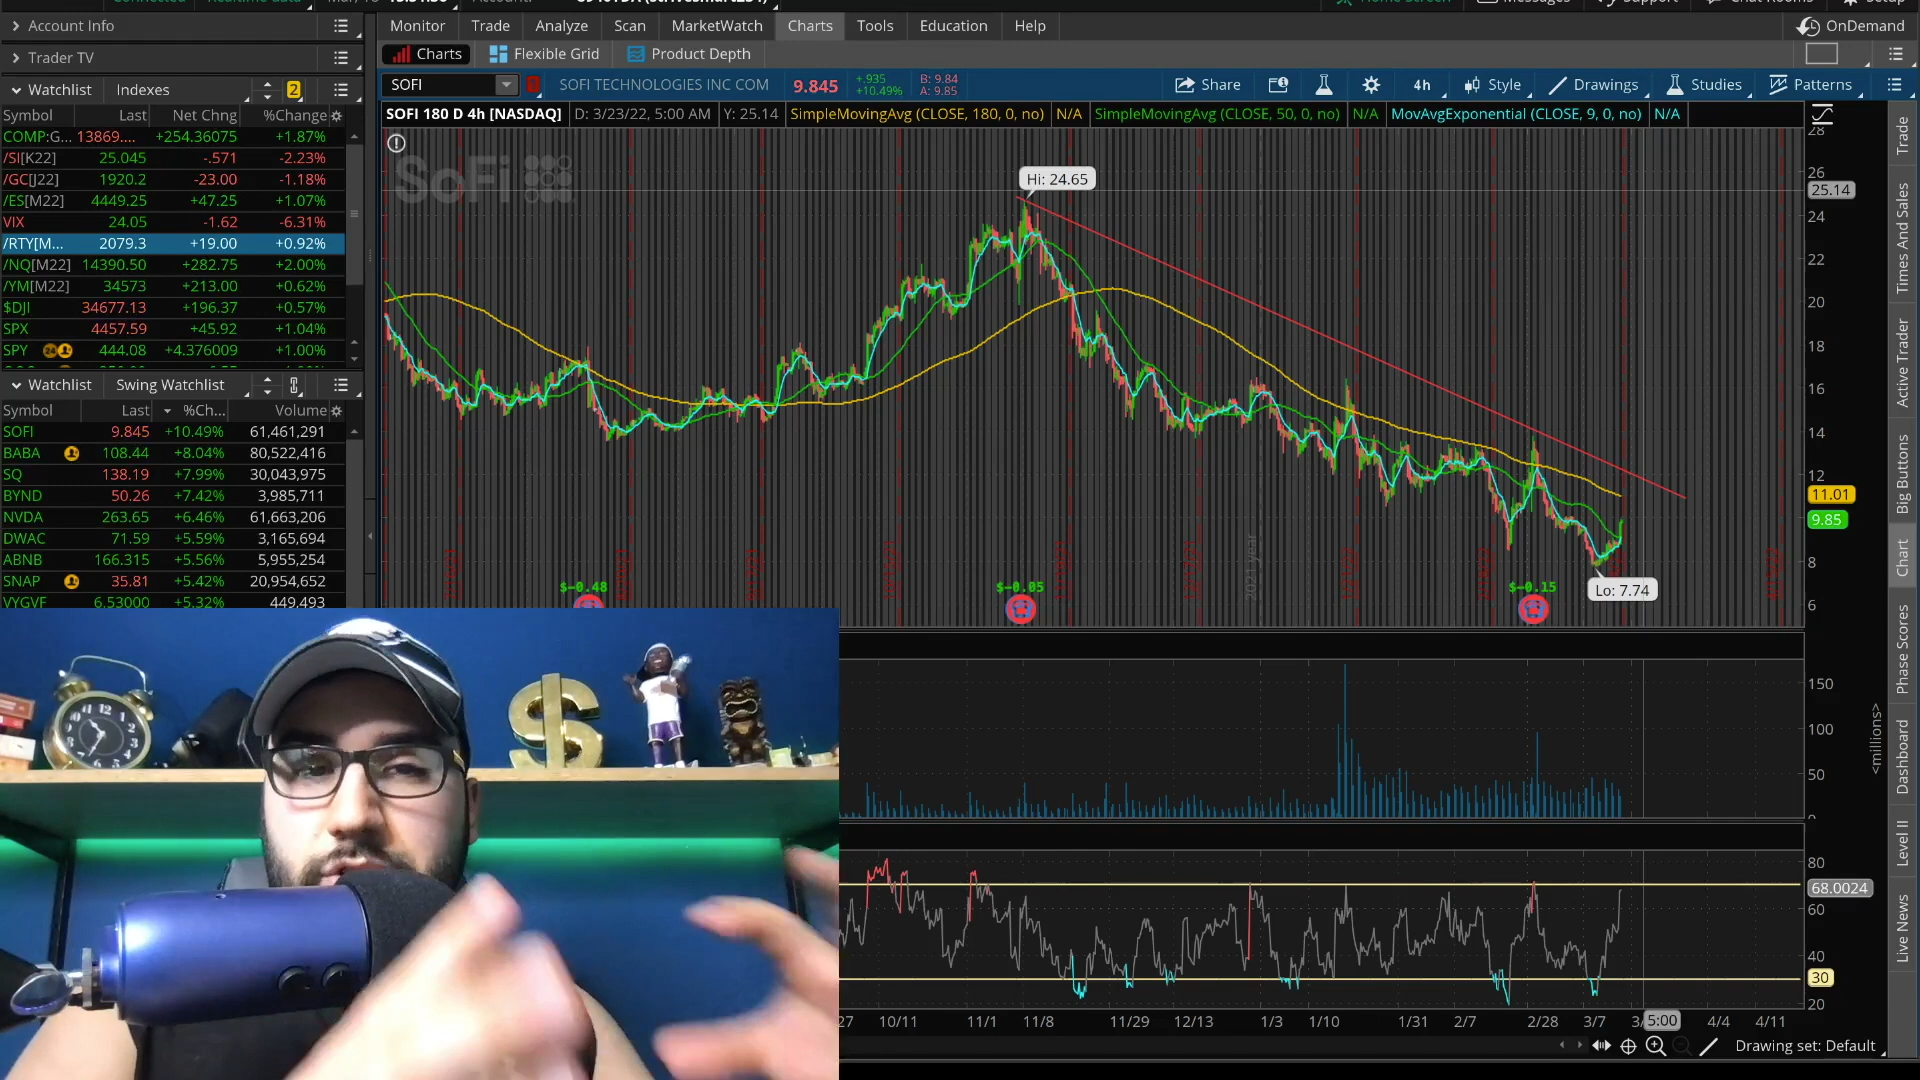 Monitor Trade Analyze Scan MarketWatch Charts Tools Education Help OnDemand
Charts Flexible Grid Product Depth
SOFI SOFI TECHNOLOGIES INC COM 9.845 +.935 +10.49% B: 9.84 A: 9.85 Share 4h Style Drawings Studies Patterns
SOFI 180 D 4h [NASDAQ] D: 3/23/22, 5:00 AM Y: 25.14 SimpleMovingAvg (CLOSE, 180, 0, no) N/A SimpleMovingAvg (CLOSE, 50, 0, no) N/A MovAvgExponential (CLOSE, 9, 0, no) N/A
Account Info
Trader TV
Watchlist Indexes 2
Symbol Last Net Chng %Change
COMP:G... 13869.... +254.36075 +1.87%
/SI[K22] 25.045 -.571 -2.23%
/GC[J22] 1920.2 -23.00 -1.18%
/ES[M22] 4449.25 +47.25 +1.07%
VIX 24.05 -1.62 -6.31%
/RTY[M... 2079.3 +19.00 +0.92%
/NQ[M22] 14390.50 +282.75 +2.00%
/YM[M22] 34573 +213.00 +0.62%
$DJI 34677.13 +196.37 +0.57%
SPX 4457.59 +45.92 +1.04%
SPY 444.08 +4.376009 +1.00%
Watchlist Swing Watchlist
Symbol Last %Ch... Volume
SOFI 9.845 +10.49% 61,461,291
BABA 108.44 +8.04% 80,522,416
SQ 138.19 +7.99% 30,043,975
BYND 50.26 +7.42% 3,985,711
NVDA 263.65 +6.46% 61,663,206
DWAC 71.59 +5.59% 3,165,694
ABNB 166.315 +5.56% 5,955,254
SNAP 35.81 +5.42% 20,954,652
VYGVF 6.53000 +5.32% 449,493
SoFi
Hi: 24.65
Lo: 7.74
$-0.48
$-0.05
$-0.15
2021 year
28
26
25.14
24
22
20
18
16
14
12
11.01
9.85
8
6
150
100
50
<millions>
80
68.0024
60
40
30
20
27 10/11 11/1 11/8 11/29 12/13 1/3 1/10 1/31 2/7 2/28 3/7 5:00 4/4 4/11
Drawing set: Default
Trade
Times And Sales
Active Trader
Big Buttons
Chart
Phase Scores
Dashboard
Level II
Live News